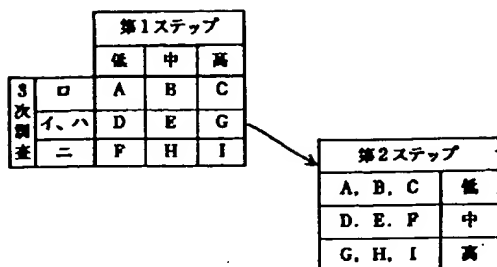 第1ステップ
低 中 高
3次調査
ロ A B C
イ、ハ D E G
ニ F H I
第2ステップ
A, B, C 低
D. E. F 中
G, H, I 高